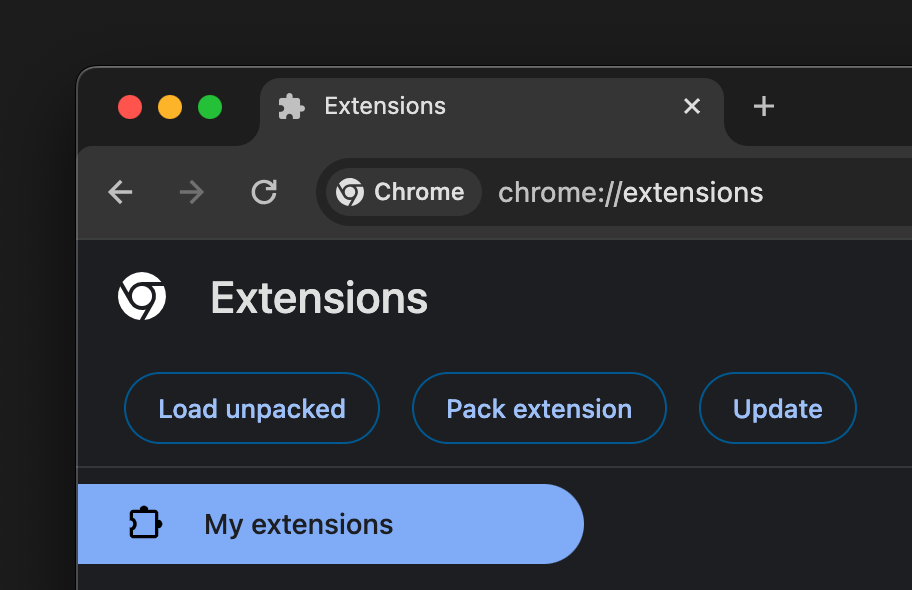 Extensions
Chrome chrome://extensions
Extensions
Load unpacked Pack extension Update
My extensions